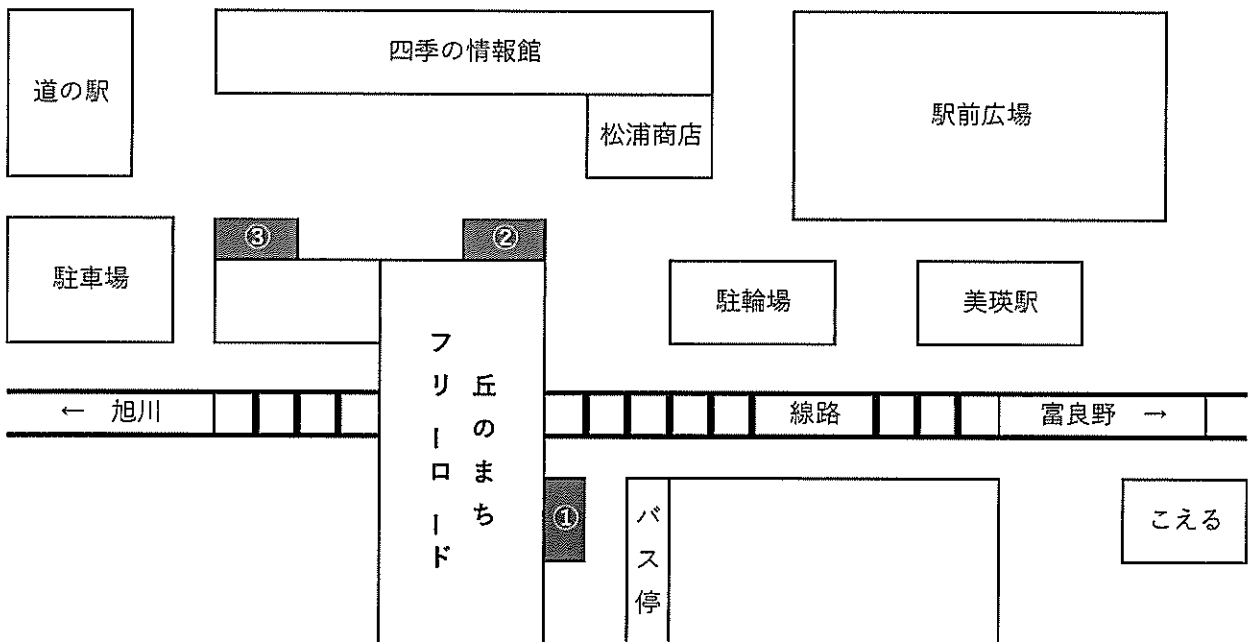 道の駅
四季の情報館
松浦商店
駅前広場
③
②
駐車場
駐輪場
美瑛駅
丘のまち
フリーロード
← 旭川
線路
富良野 →
①
バス停
こえる